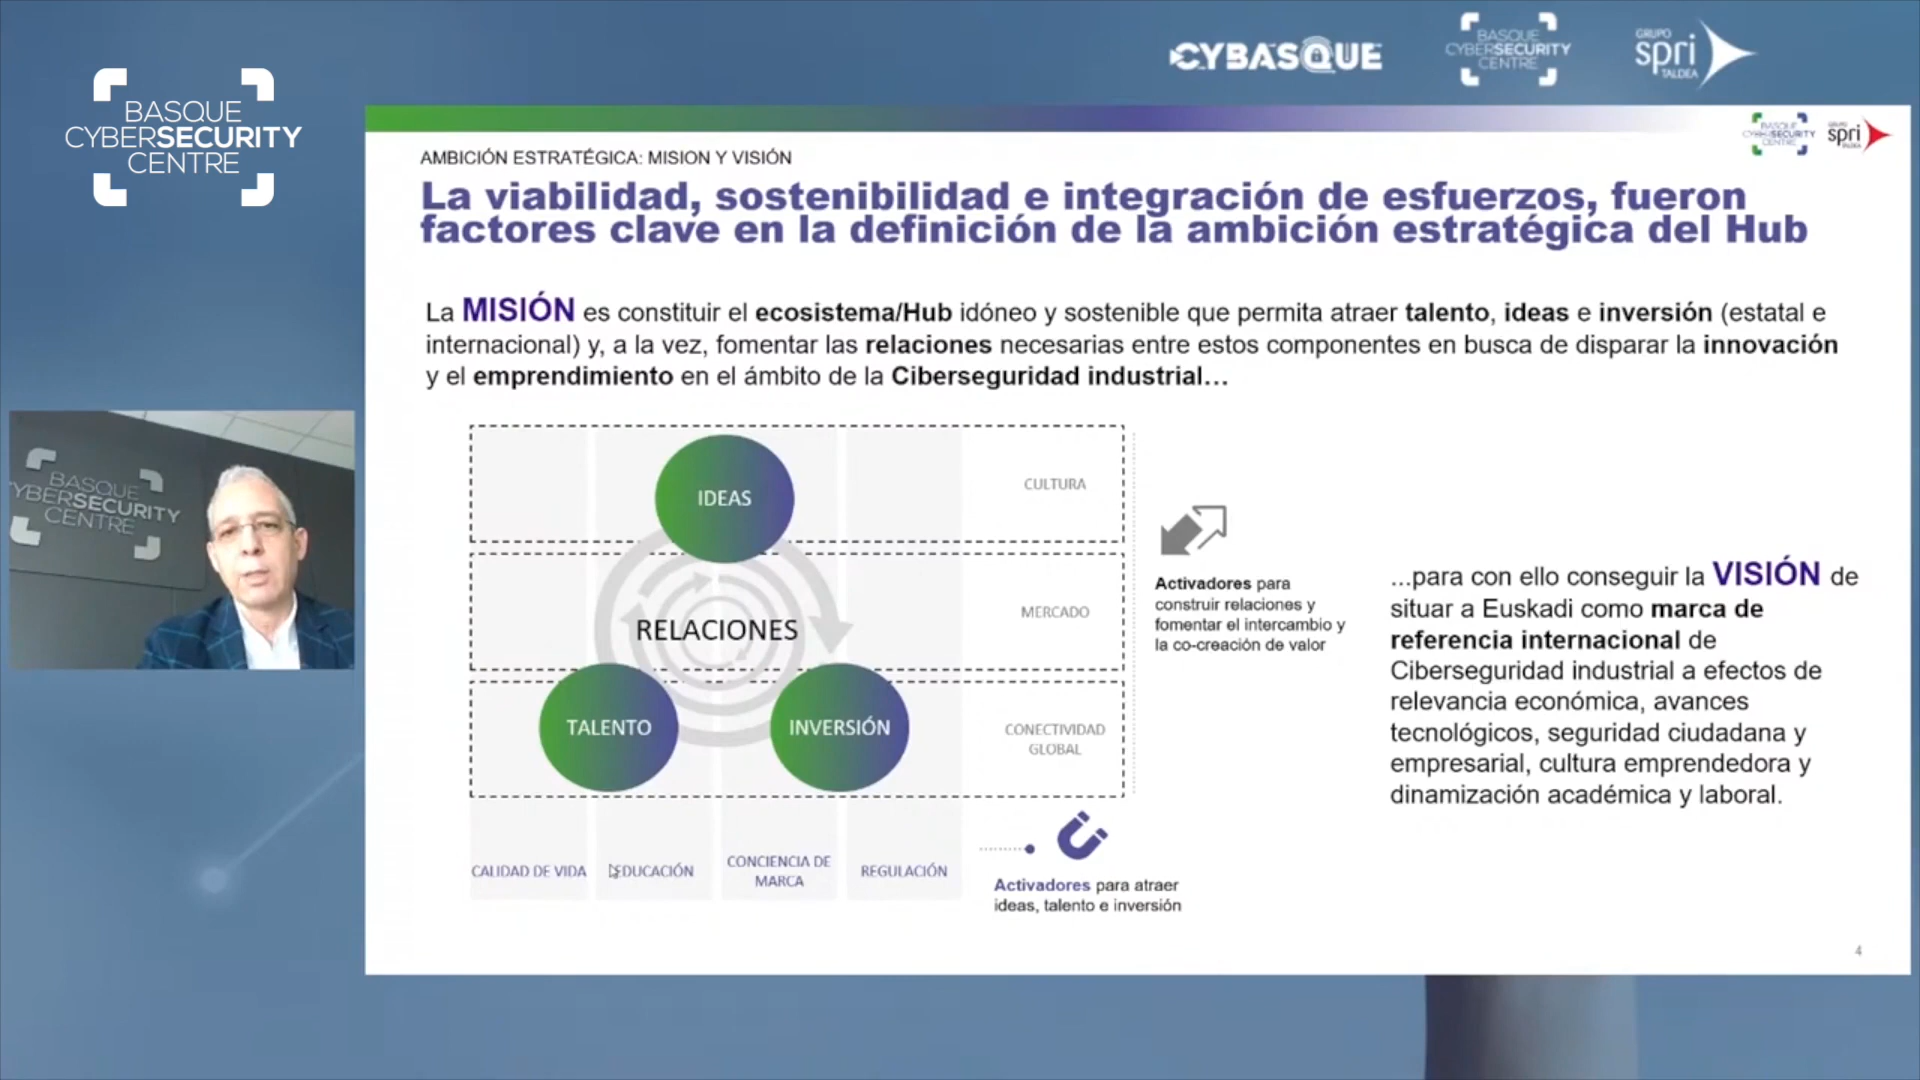 CYBASQUE
BASQUE
CYBERSECURITY
CENTRE
GRUPO
spri
TALDEA
BASQUE
CYBERSECURITY
CENTRE
BASQUE
CYBERSECURITY
CENTRE
GRUPO
spri
TALDEA
AMBICIÓN ESTRATÉGICA: MISION Y VISIÓN
La viabilidad, sostenibilidad e integración de esfuerzos, fueron
factores clave en la definición de la ambición estratégica del Hub
La MISIÓN es constituir el ecosistema/Hub idóneo y sostenible que permita atraer talento, ideas e inversión (estatal e
internacional) y, a la vez, fomentar las relaciones necesarias entre estos componentes en busca de disparar la innovación
y el emprendimiento en el ámbito de la Ciberseguridad industrial...
BASQUE
YBERSECURITY
CENTRE
IDEAS
CULTURA
RELACIONES
MERCADO
TALENTO
INVERSIÓN
CONECTIVIDAD
GLOBAL
CALIDAD DE VIDA
EDUCACIÓN
CONCIENCIA DE
MARCA
REGULACIÓN
Activadores para
construir relaciones y
fomentar el intercambio y
la co-creación de valor
Activadores para atraer
ideas, talento e inversión
...para con ello conseguir la VISIÓN de
situar a Euskadi como marca de
referencia internacional de
Ciberseguridad industrial a efectos de
relevancia económica, avances
tecnológicos, seguridad ciudadana y
empresarial, cultura emprendedora y
dinamización académica y laboral.
4